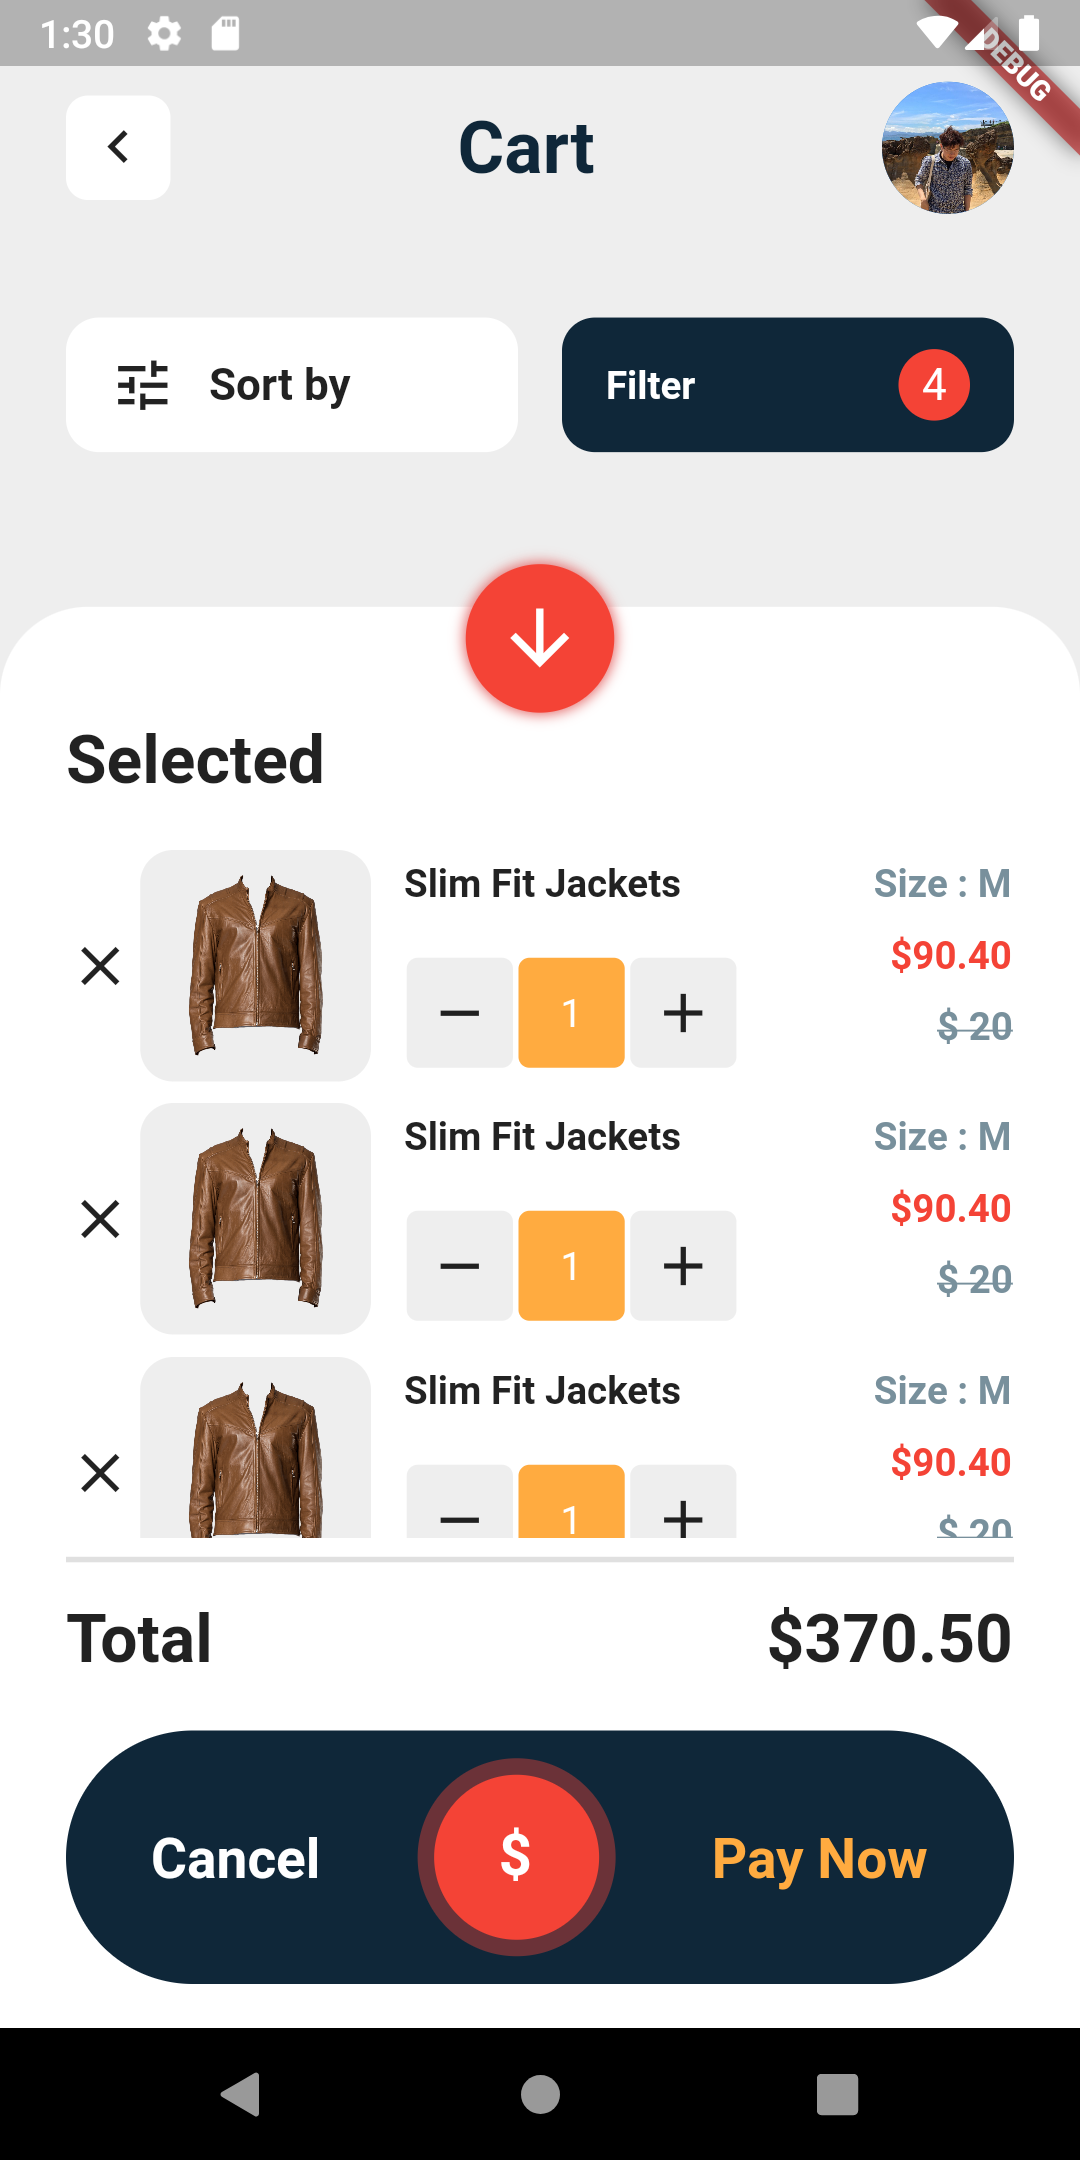 1:30
DEBUG
Cart
Sort by
Filter
4
Selected
Slim Fit Jackets
Size : M
$90.40
1
$ 20
Slim Fit Jackets
Size : M
$90.40
1
$ 20
Slim Fit Jackets
Size : M
$90.40
1
$ 20
Total
$370.50
Cancel
$
Pay Now